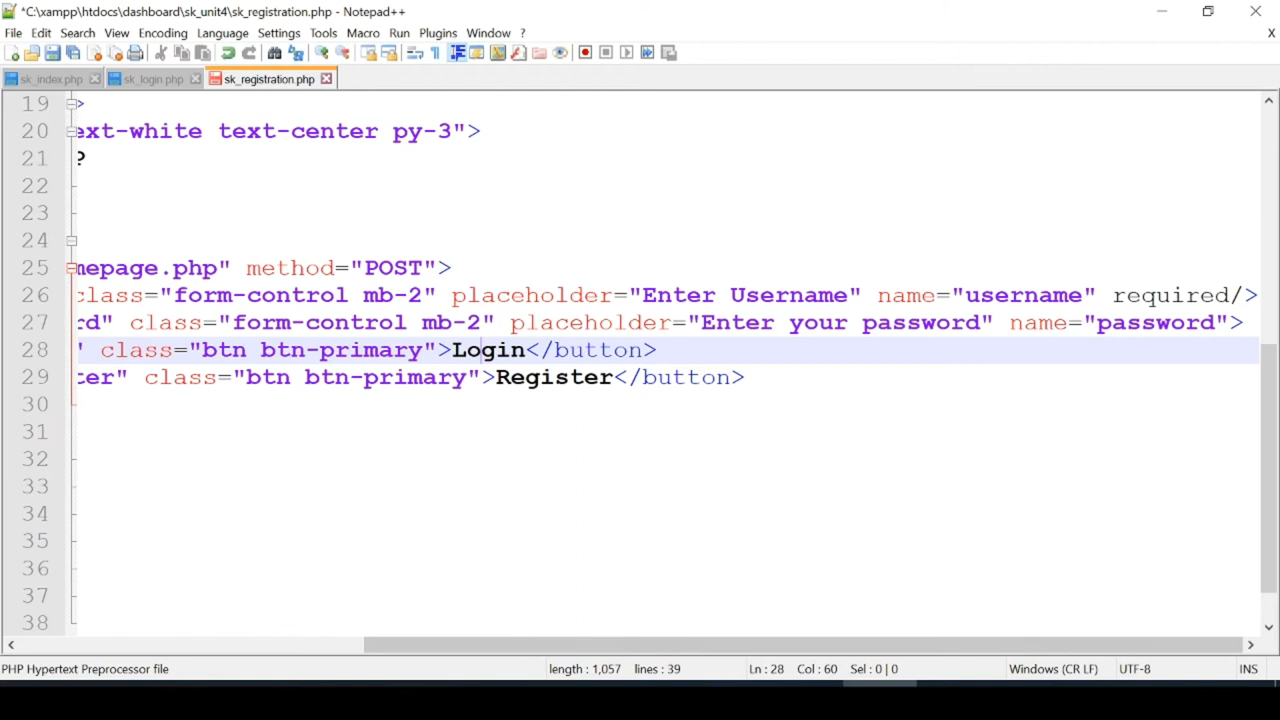 *C:\xampp\htdocs\dashboard\sk_unit4\sk_registration.php - Notepad++
File Edit Search View Encoding Language Settings Tools Macro Run Plugins Window ? X
sk_index.php sk_login.php sk_registration.php
19 >
20 ext-white text-center py-3">
21 ?
22
23
24
25 mepage.php" method="POST">
26 class="form-control mb-2" placeholder="Enter Username" name="username" required/>
27 rd" class="form-control mb-2" placeholder="Enter your password" name="password">
28 " class="btn btn-primary">Login</button>
29 ter" class="btn btn-primary">Register</button>
30
31
32
33
34
35
36
37
38
PHP Hypertext Preprocessor file length : 1,057 lines : 39 Ln : 28 Col : 60 Sel : 0 | 0 Windows (CR LF) UTF-8 INS